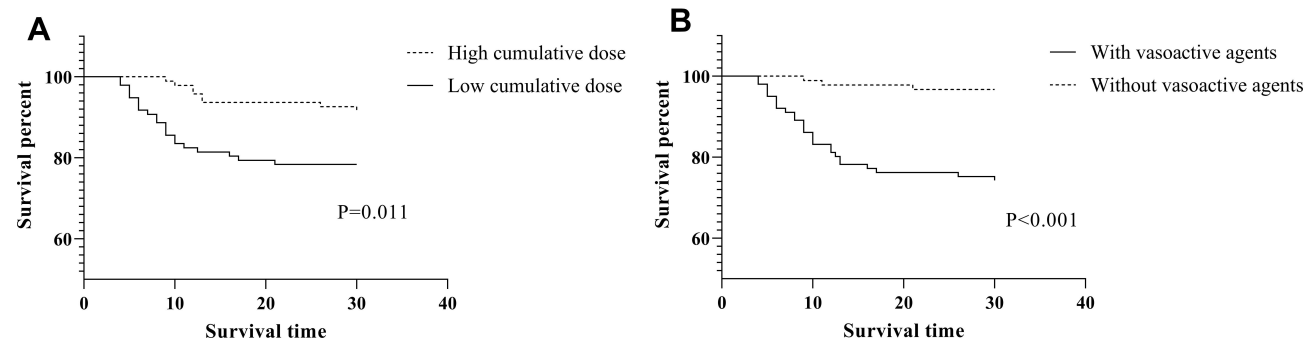 A
High cumulative dose
Low cumulative dose
100
80
60
Survival percent
P=0.011
0 10 20 30 40
Survival time
B
With vasoactive agents
Without vasoactive agents
100
80
60
Survival percent
P<0.001
0 10 20 30 40
Survival time